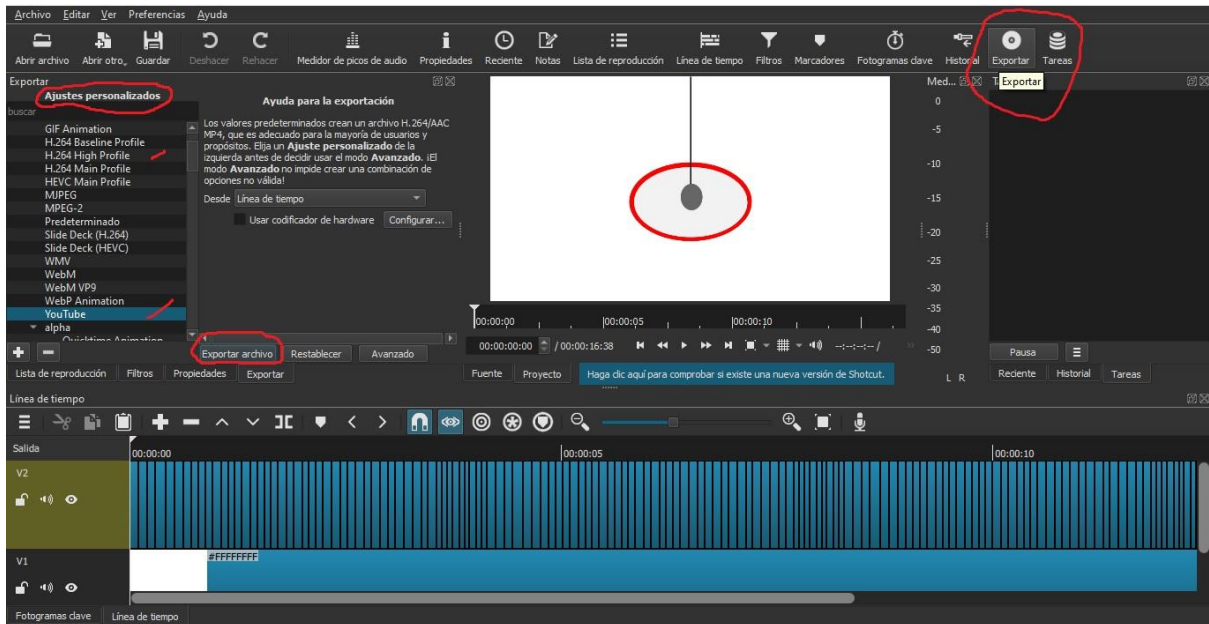 Archivo Editar Ver Preferencias Ayuda
Abrir archivo Abrir otro... Guardar Deshacer Rehacer Medidor de picos de audio Propiedades Reciente Notas Lista de reproducción Línea de tiempo Filtros Marcadores Fotogramas clave Historial Exportar Tareas
Exportar
Ajustes personalizados
buscar
GIF Animation
H.264 Baseline Profile
H.264 High Profile
H.264 Main Profile
HEVC Main Profile
MJPEG
MPEG-2
Predeterminado
Slide Deck (H.264)
Slide Deck (HEVC)
WMV
WebM
WebM VP9
WebP Animation
YouTube
alpha
Quicktime Animation
Ayuda para la exportación
Los valores predeterminados crean un archivo H.264/AAC
MP4, que es adecuado para la mayoría de usuarios y
propósitos. Elija un Ajuste personalizado de la
izquierda antes de decidir usar el modo Avanzado. ¡El
modo Avanzado no impide crear una combinación de
opciones no válida!
Desde Línea de tiempo
Usar codificador de hardware Configurar...
Exportar archivo Restablecer Avanzado
Lista de reproducción Filtros Propiedades Exportar
00:00:00 00:00:05 00:00:10
00:00:00:00 / 00:00:16:38 --:--:--:-- /
Fuente Proyecto Haga clic aquí para comprobar si existe una nueva versión de Shotcut.
Med...
0
-5
-10
-15
-20
-25
-30
-35
-40
-50
L R
Exportar
Pausa
Reciente Historial Tareas
Línea de tiempo
Salida 00:00:00 00:00:05 00:00:10
V2
V1 #FFFFFFFF
Fotogramas clave Línea de tiempo